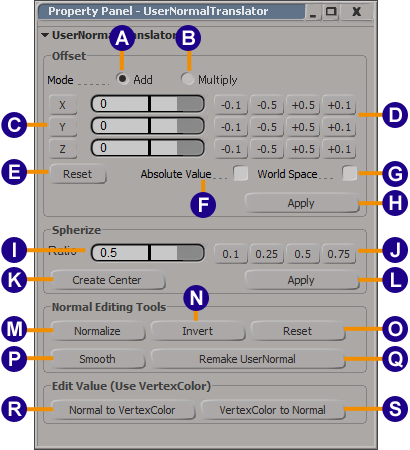 Property Panel - UserNormalTranslator
UserNormalTranslator
Offset
A
B
Mode Add Multiply
C X 0 -0.1 -0.5 +0.5 +0.1 D
Y 0 -0.1 -0.5 +0.5 +0.1
Z 0 -0.1 -0.5 +0.5 +0.1
E Reset Absolute Value World Space G
F
Apply H
Spherize
I Ratio 0.5 0.1 0.25 0.5 0.75 J
K Create Center Apply L
Normal Editing Tools N
M Normalize Invert Reset O
P Smooth Remake UserNormal Q
Edit Value (Use VertexColor)
R Normal to VertexColor VertexColor to Normal S